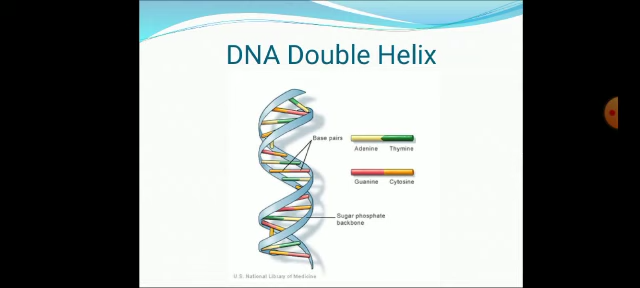 DNA Double Helix
Base pairs
Adenine Thymine
Guanine Cytosine
Sugar phosphate
backbone
U.S. National Library of Medicine